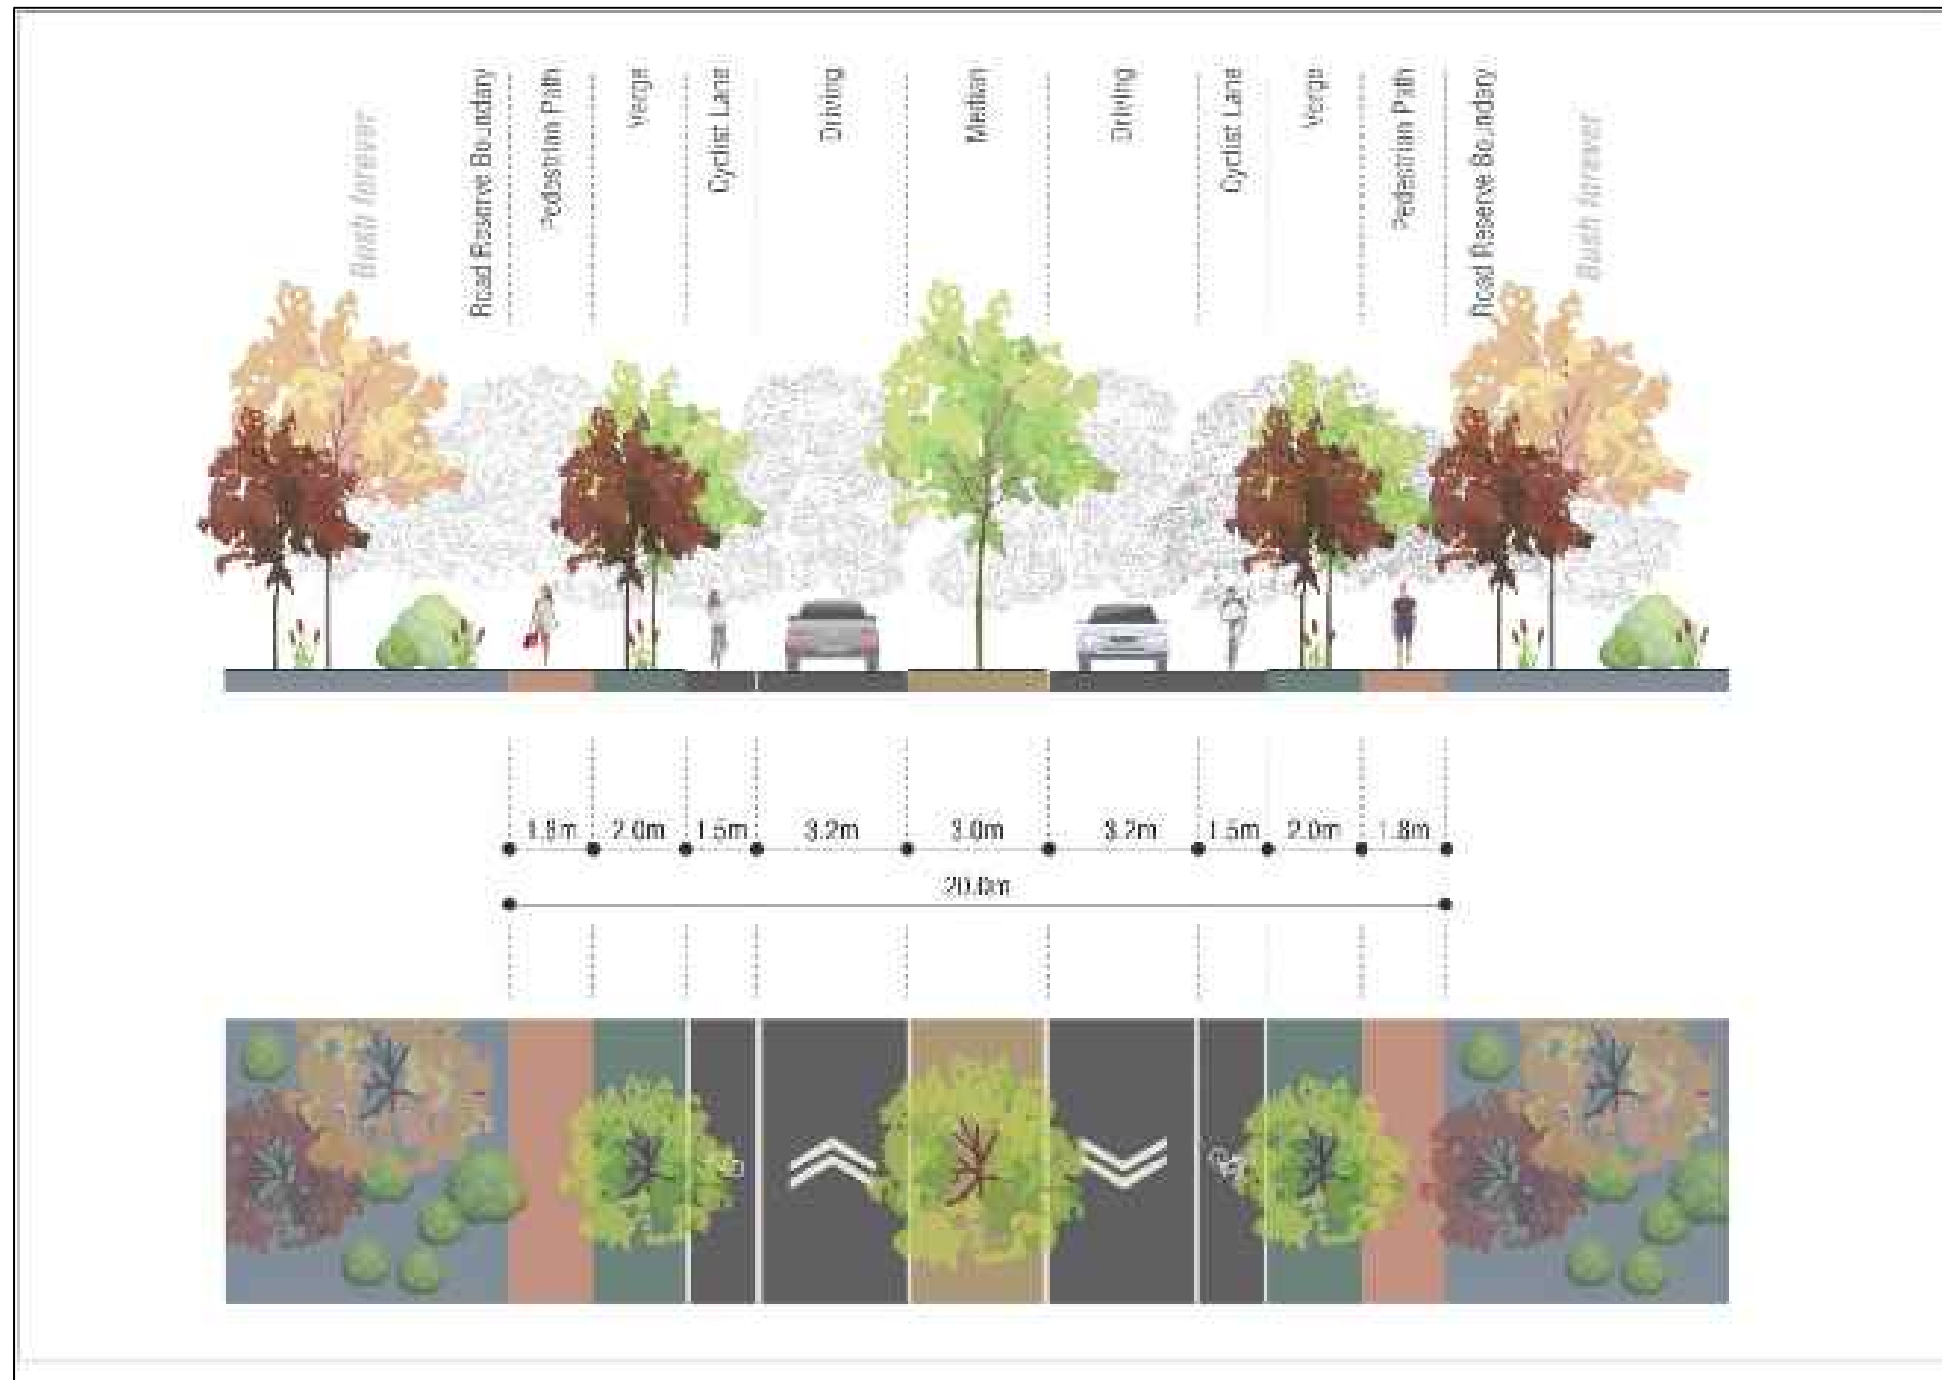 Bush forever
Road Reserve Boundary
Pedestrian Path
Verge
Cyclist Lane
Driving
Median
Driving
Cyclist Lane
Verge
Pedestrian Path
Road Reserve Boundary
Bush forever
1.8m 2.0m 1.5m 3.2m 3.0m 3.2m 1.5m 2.0m 1.8m
20.0m